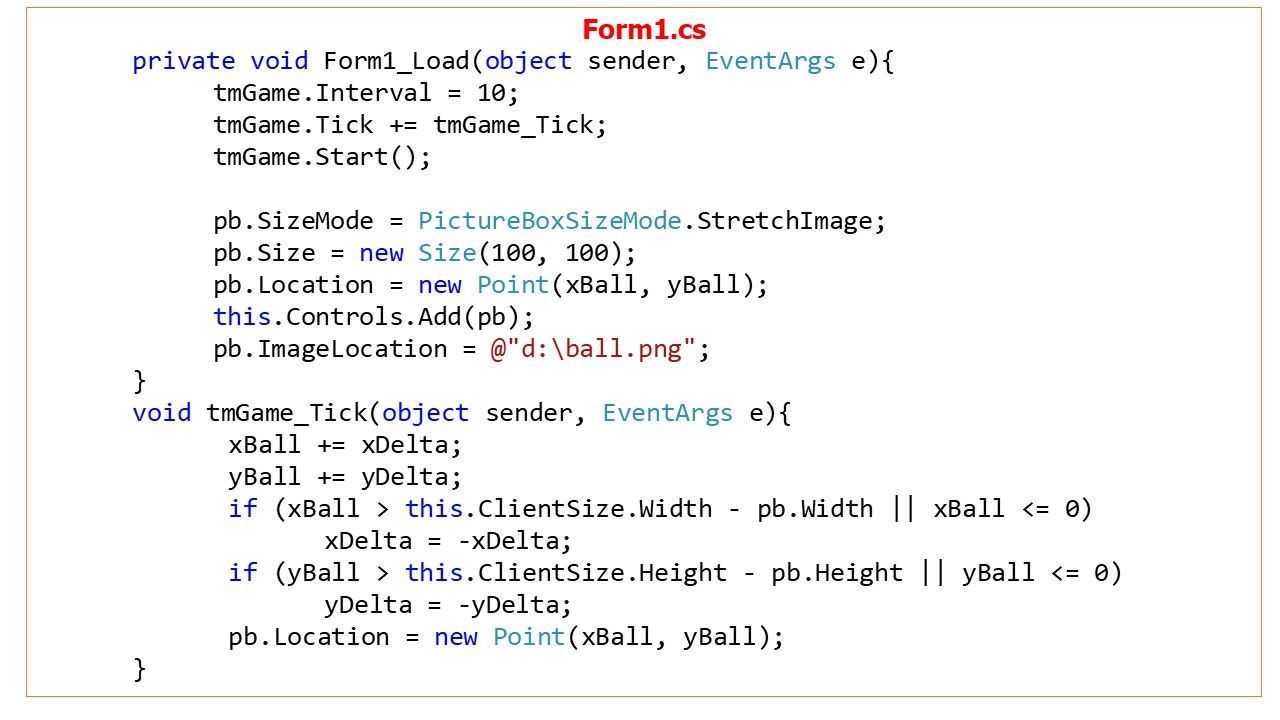 Form1.cs
private void Form1_Load(object sender, EventArgs e){
tmGame.Interval = 10;
tmGame.Tick += tmGame_Tick;
tmGame.Start();
pb.SizeMode = PictureBoxSizeMode.StretchImage;
pb.Size = new Size(100, 100);
pb.Location = new Point(xBall, yBall);
this.Controls.Add(pb);
pb.ImageLocation = @"d:\ball.png";
}
void tmGame_Tick(object sender, EventArgs e){
xBall += xDelta;
yBall += yDelta;
if (xBall > this.ClientSize.Width - pb.Width || xBall <= 0)
xDelta = -xDelta;
if (yBall > this.ClientSize.Height - pb.Height || yBall <= 0)
yDelta = -yDelta;
pb.Location = new Point(xBall, yBall);
}